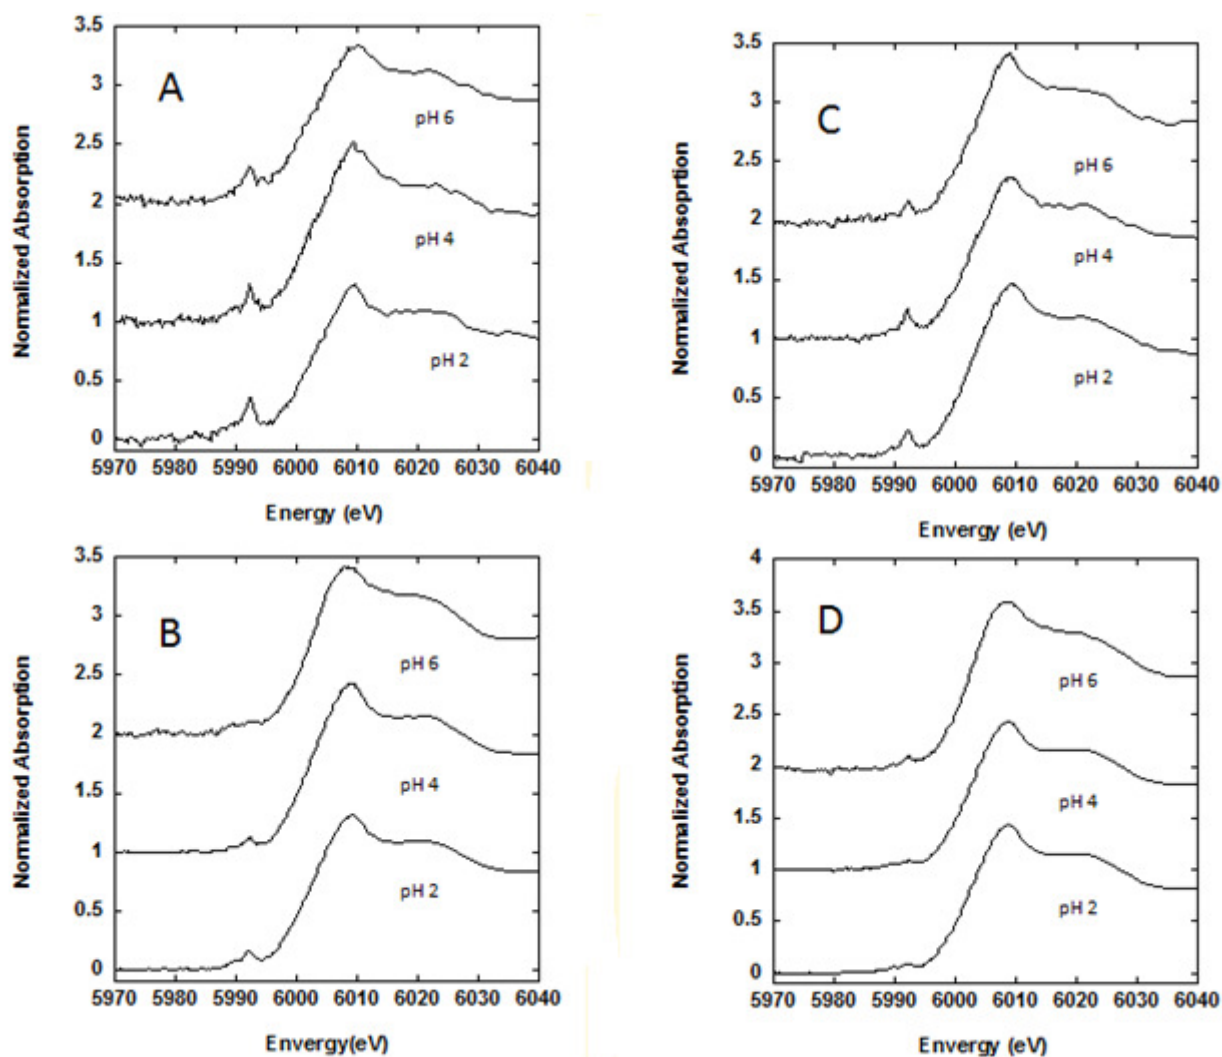 3.5
3
2.5
2
1.5
1
0.5
0
A
pH 6
pH 4
pH 2
5970 5980 5990 6000 6010 6020 6030 6040
Energy (eV)
Normalized Absorption
3.5
3
2.5
2
1.5
1
0.5
0
C
pH 6
pH 4
pH 2
5970 5980 5990 6000 6010 6020 6030 6040
Envergy (eV)
Normalized Absoprtion
3.5
3
2.5
2
1.5
1
0.5
0
B
pH 6
pH 4
pH 2
5970 5980 5990 6000 6010 6020 6030 6040
Envergy(eV)
Normalized Absorption
4
3.5
3
2.5
2
1.5
1
0.5
0
D
pH 6
pH 4
pH 2
5970 5980 5990 6000 6010 6020 6030 6040
Envergy (eV)
Normalized Absorption